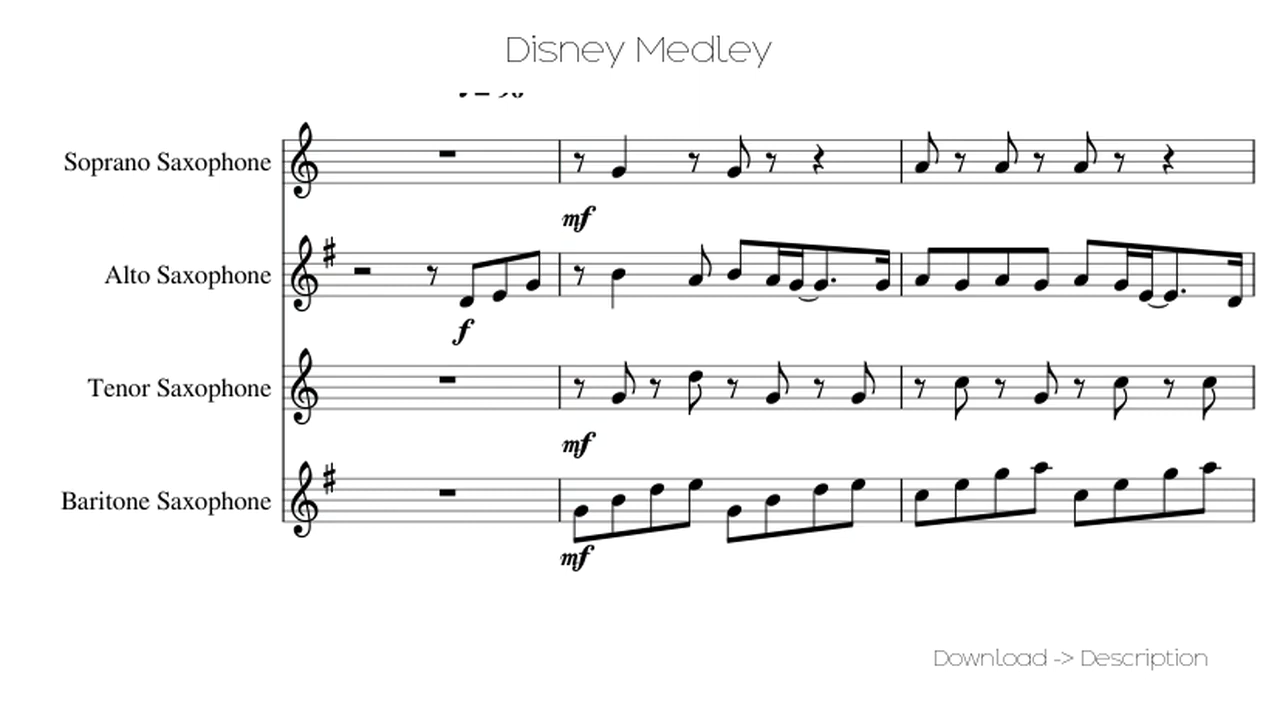 Disney Medley
Soprano Saxophone
mf
Alto Saxophone
f
Tenor Saxophone
mf
Baritone Saxophone
mf
Download -> Description